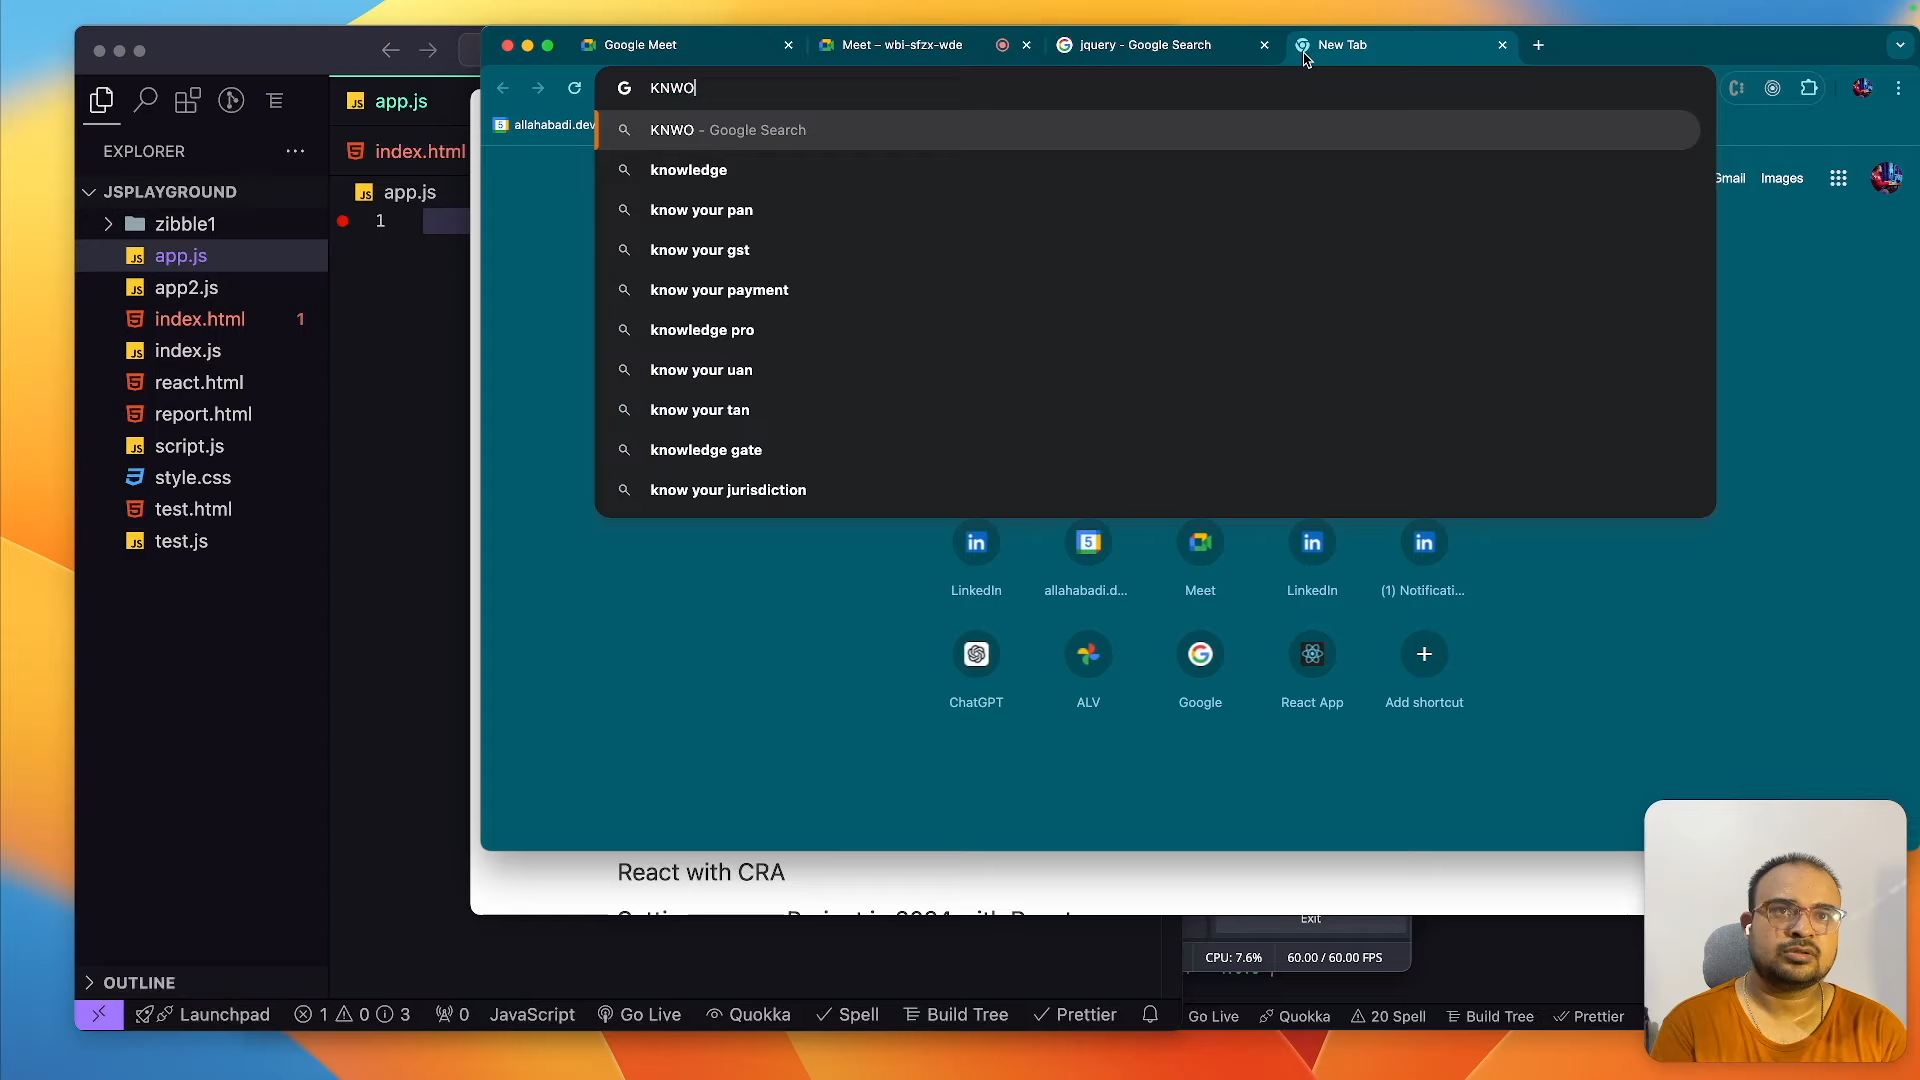 Google Meet
Meet – wbi-sfzx-wde
jquery - Google Search
New Tab
KNWO
allahabadi.dev
KNWO - Google Search
knowledge
know your pan
know your gst
know your payment
knowledge pro
know your uan
know your tan
knowledge gate
know your jurisdiction
Gmail
Images
LinkedIn
allahabadi.d...
Meet
LinkedIn
(1) Notificati...
ChatGPT
ALV
Google
React App
Add shortcut
app.js
index.html
app.js
1
EXPLORER
JSPLAYGROUND
zibble1
app.js
app2.js
index.html 1
index.js
react.html
report.html
script.js
style.css
test.html
test.js
OUTLINE
React with CRA
Exit
CPU: 7.6%
60.00 / 60.00 FPS
Launchpad
1 0 3
0
JavaScript
Go Live
Quokka
Spell
Build Tree
Prettier
Go Live
Quokka
20 Spell
Build Tree
Prettier